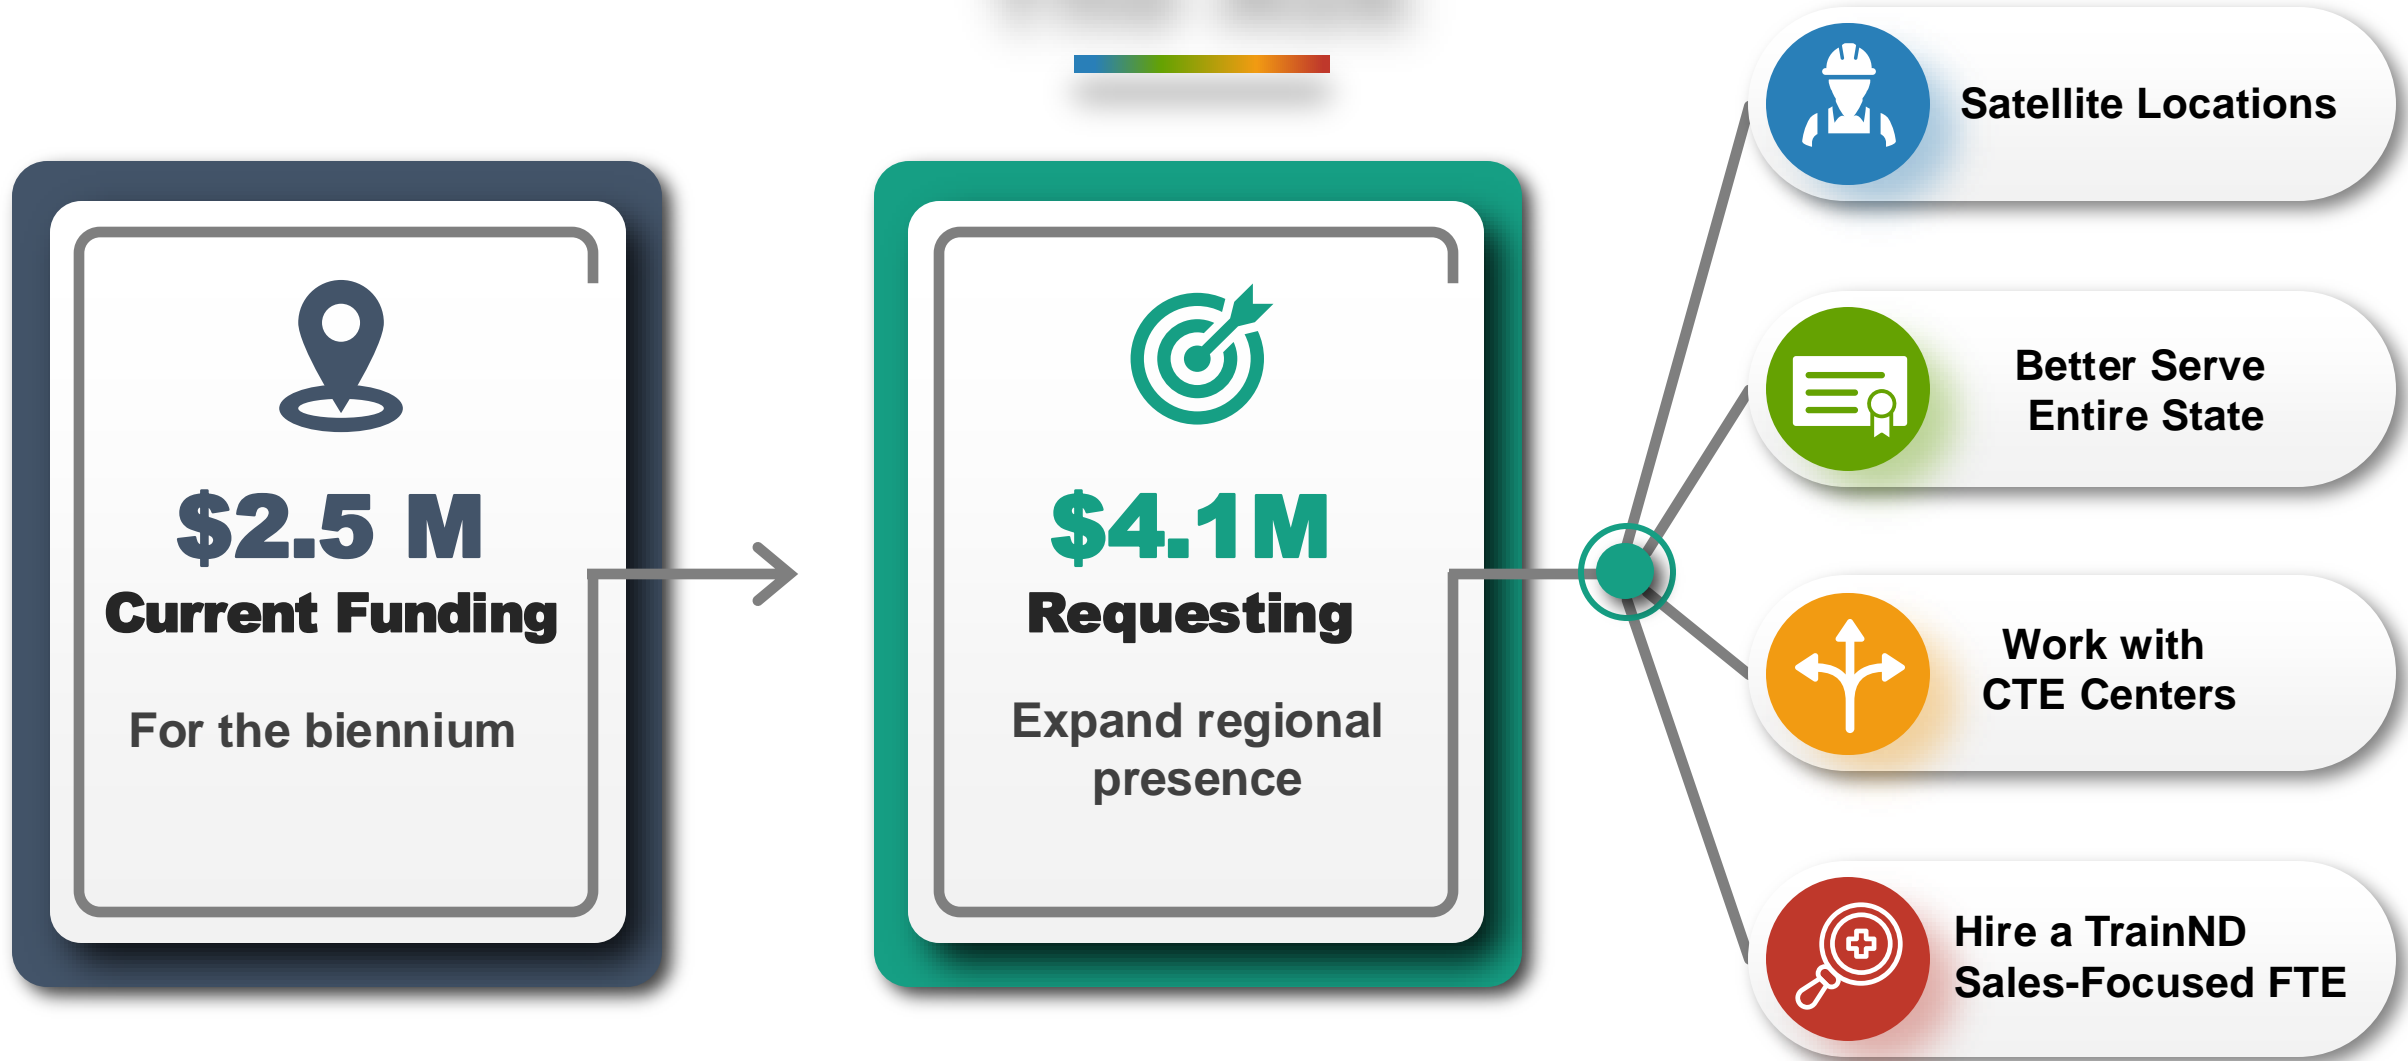 $2.5 M
Current Funding
For the biennium
$4.1M
Requesting
Expand regional
presence
Satellite Locations
Better Serve
Entire State
Work with
CTE Centers
Hire a TrainND
Sales-Focused FTE